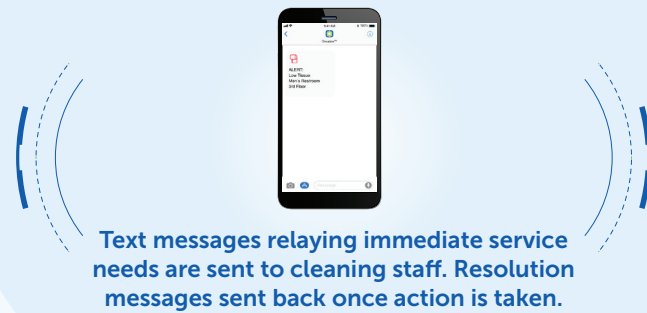 ALERT!
Low Tissue
Men's Restroom
3rd Floor
Text messages relaying immediate service
needs are sent to cleaning staff. Resolution
messages sent back once action is taken.